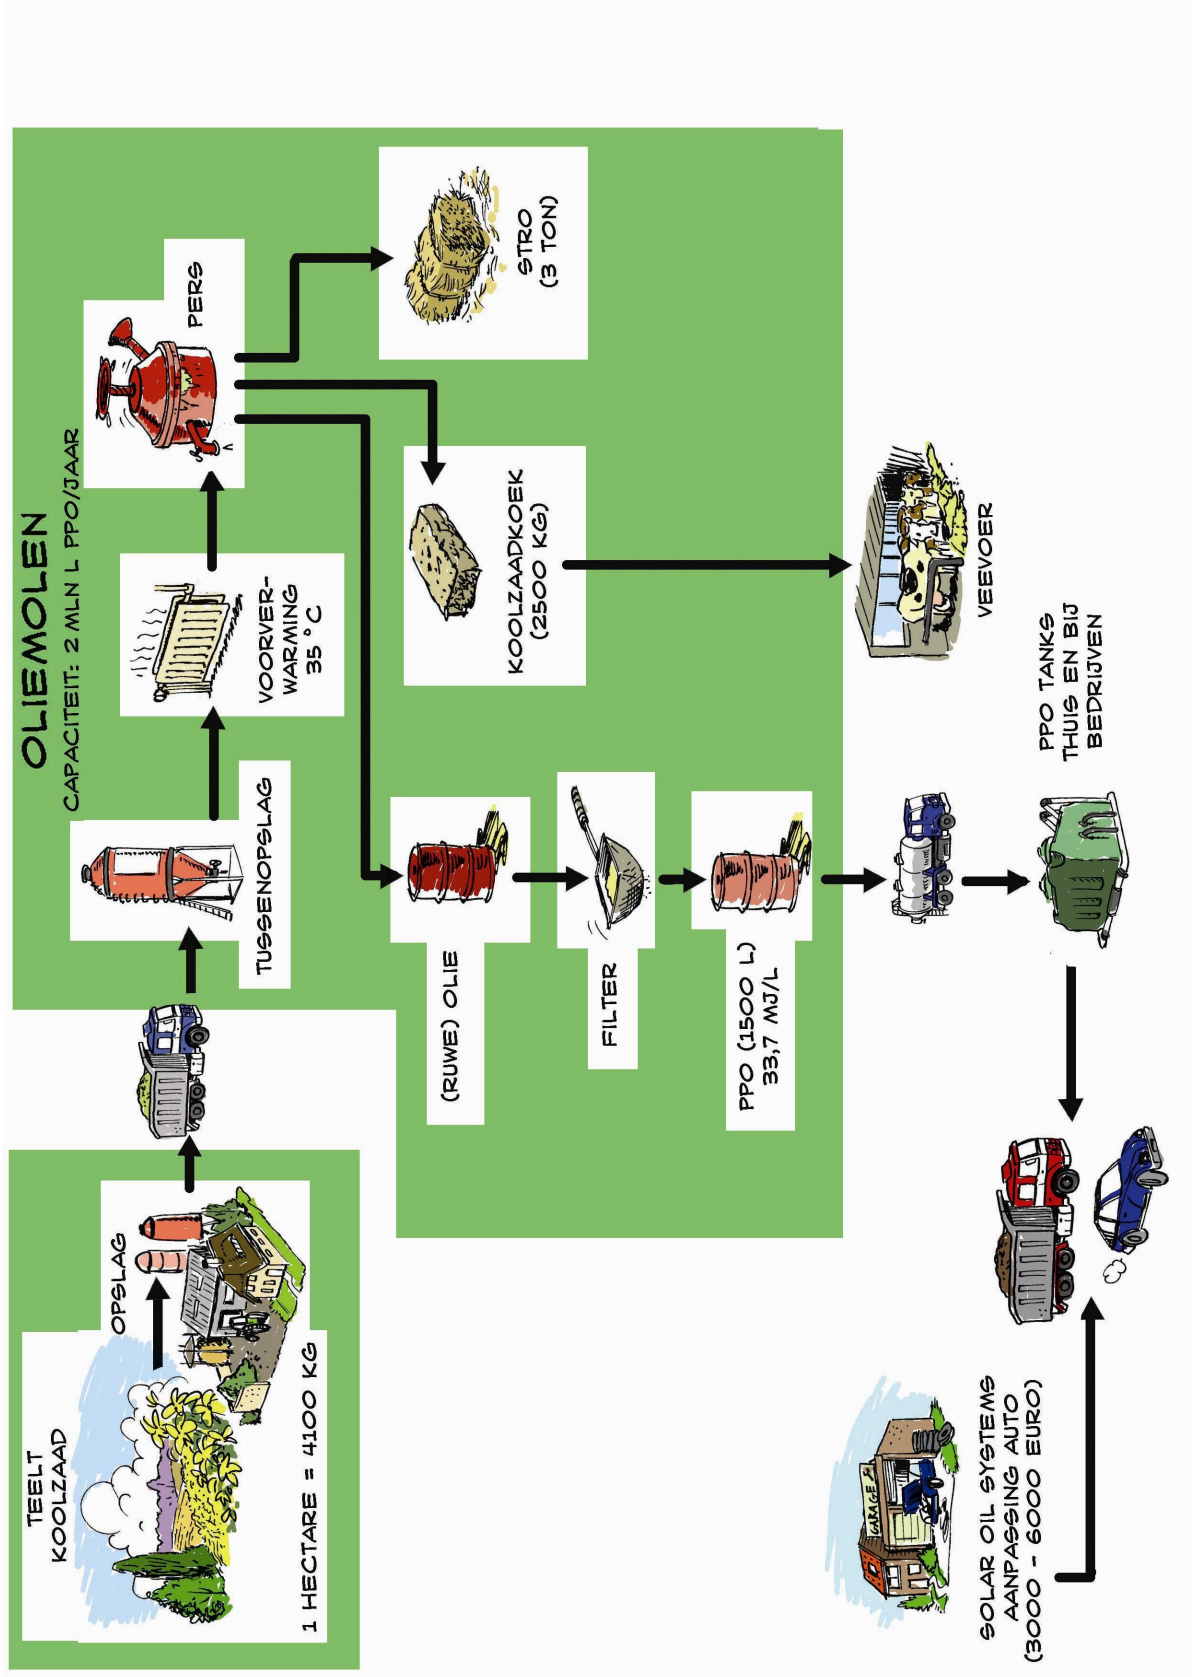 OLIEMOLEN
CAPACITEIT: 2 MLN L PPO/JAAR
TEELT
KOOLZAAD
OPSLAG
1 HECTARE = 4100 KG
TUSSENOPSLAG
VOORVER-
WARMING
35 °C
PERS
(RUWE) OLIE
FILTER
PPO (1500 L)
33,7 MJ/L
KOOLZAADKOEK
(2500 KG)
STRO
(3 TON)
VEEVOER
PPO TANKS
THUIS EN BIJ
BEDRIJVEN
GARAGE
SOLAR OIL SYSTEMS
AANPASSING AUTO
(3000 - 6000 EURO)